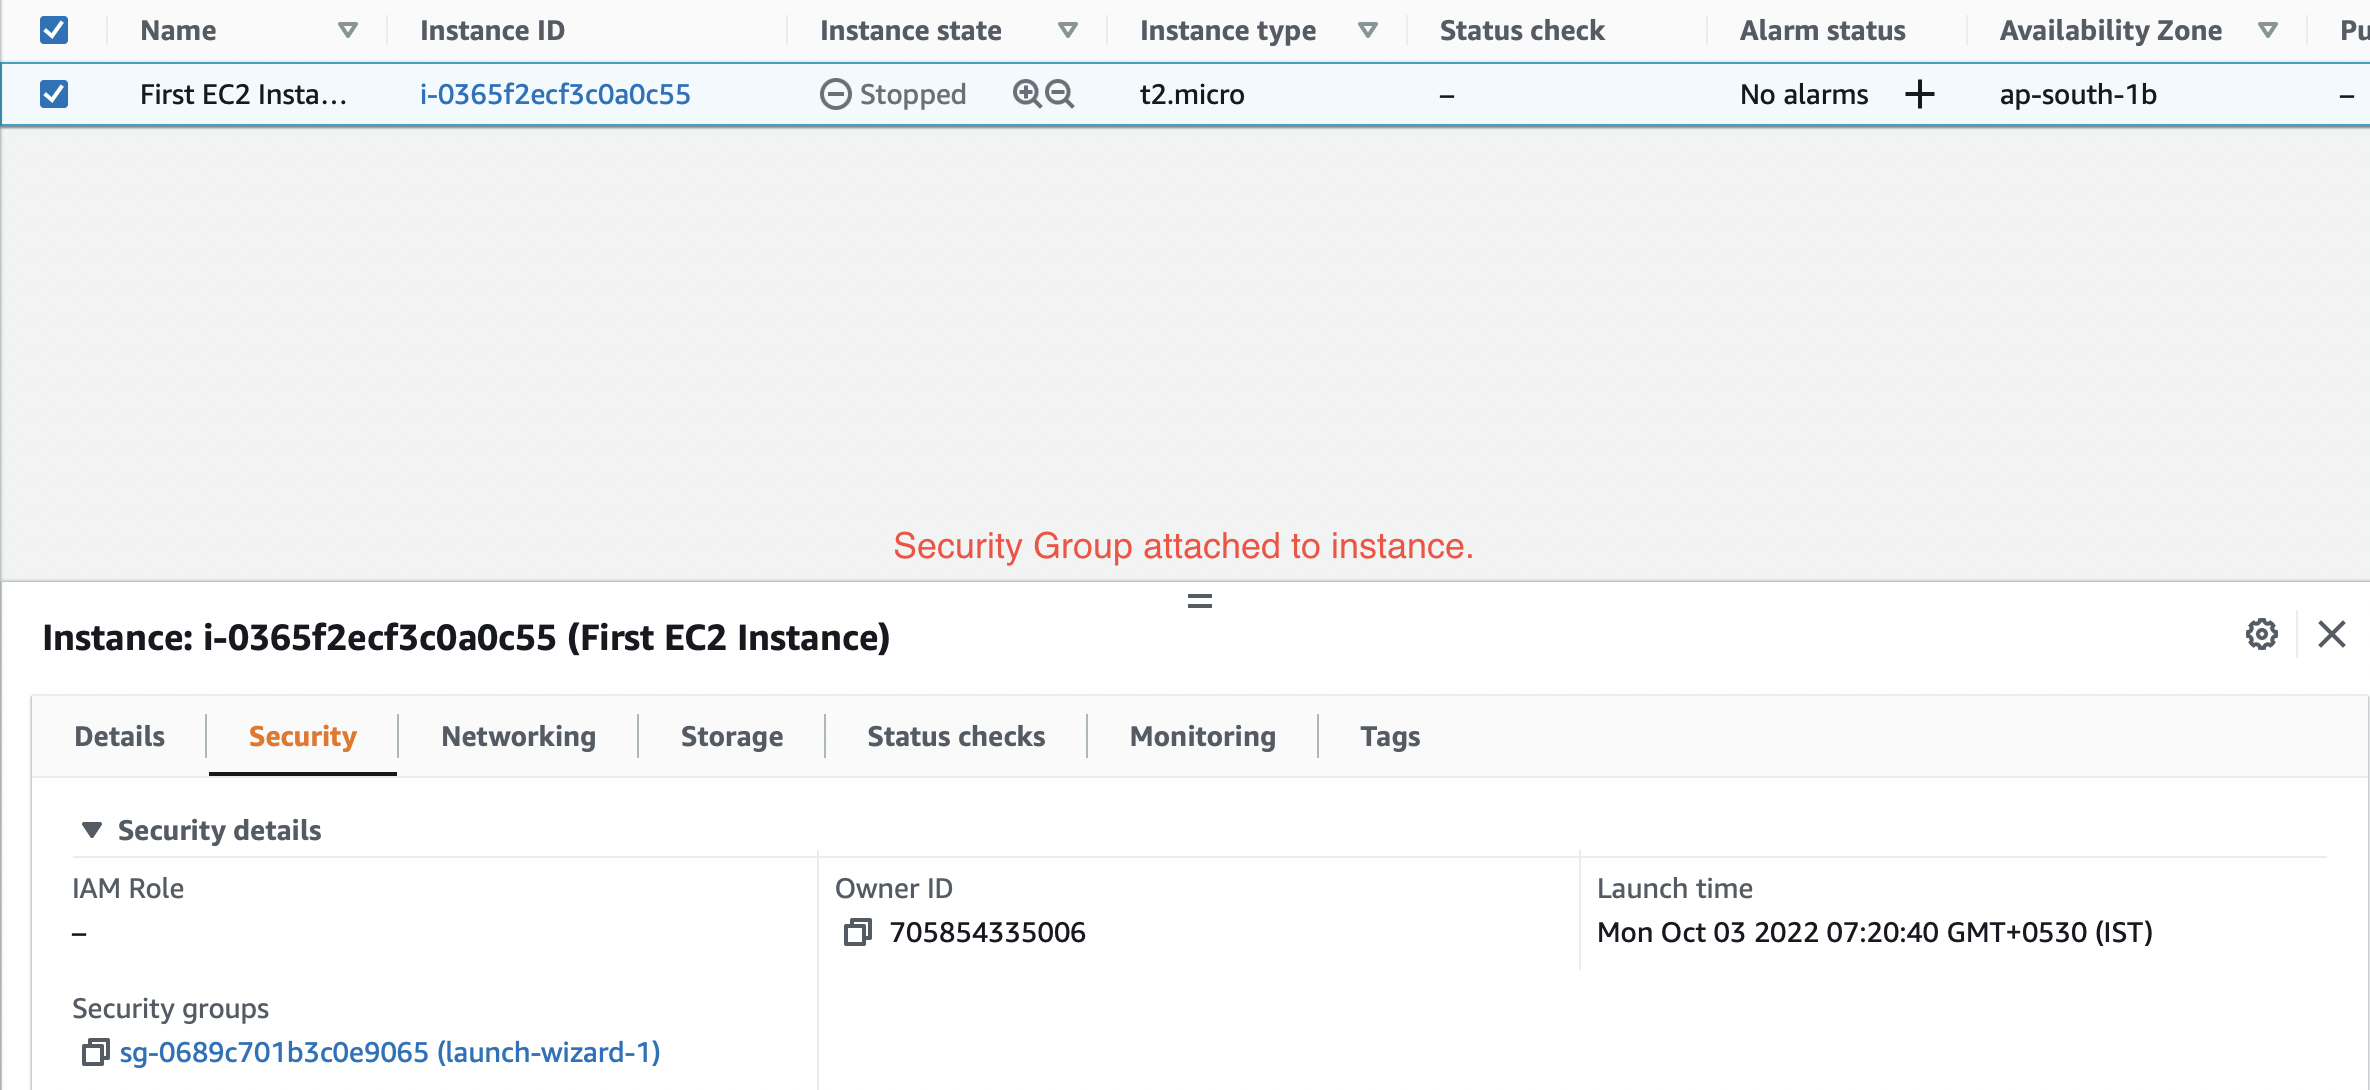 Name Instance ID Instance state Instance type Status check Alarm status Availability Zone Pu
First EC2 Insta... i-0365f2ecf3c0a0c55 Stopped t2.micro – No alarms + ap-south-1b –
Security Group attached to instance.
Instance: i-0365f2ecf3c0a0c55 (First EC2 Instance)
Details Security Networking Storage Status checks Monitoring Tags
Security details
IAM Role Owner ID Launch time
– 705854335006 Mon Oct 03 2022 07:20:40 GMT+0530 (IST)
Security groups
sg-0689c701b3c0e9065 (launch-wizard-1)